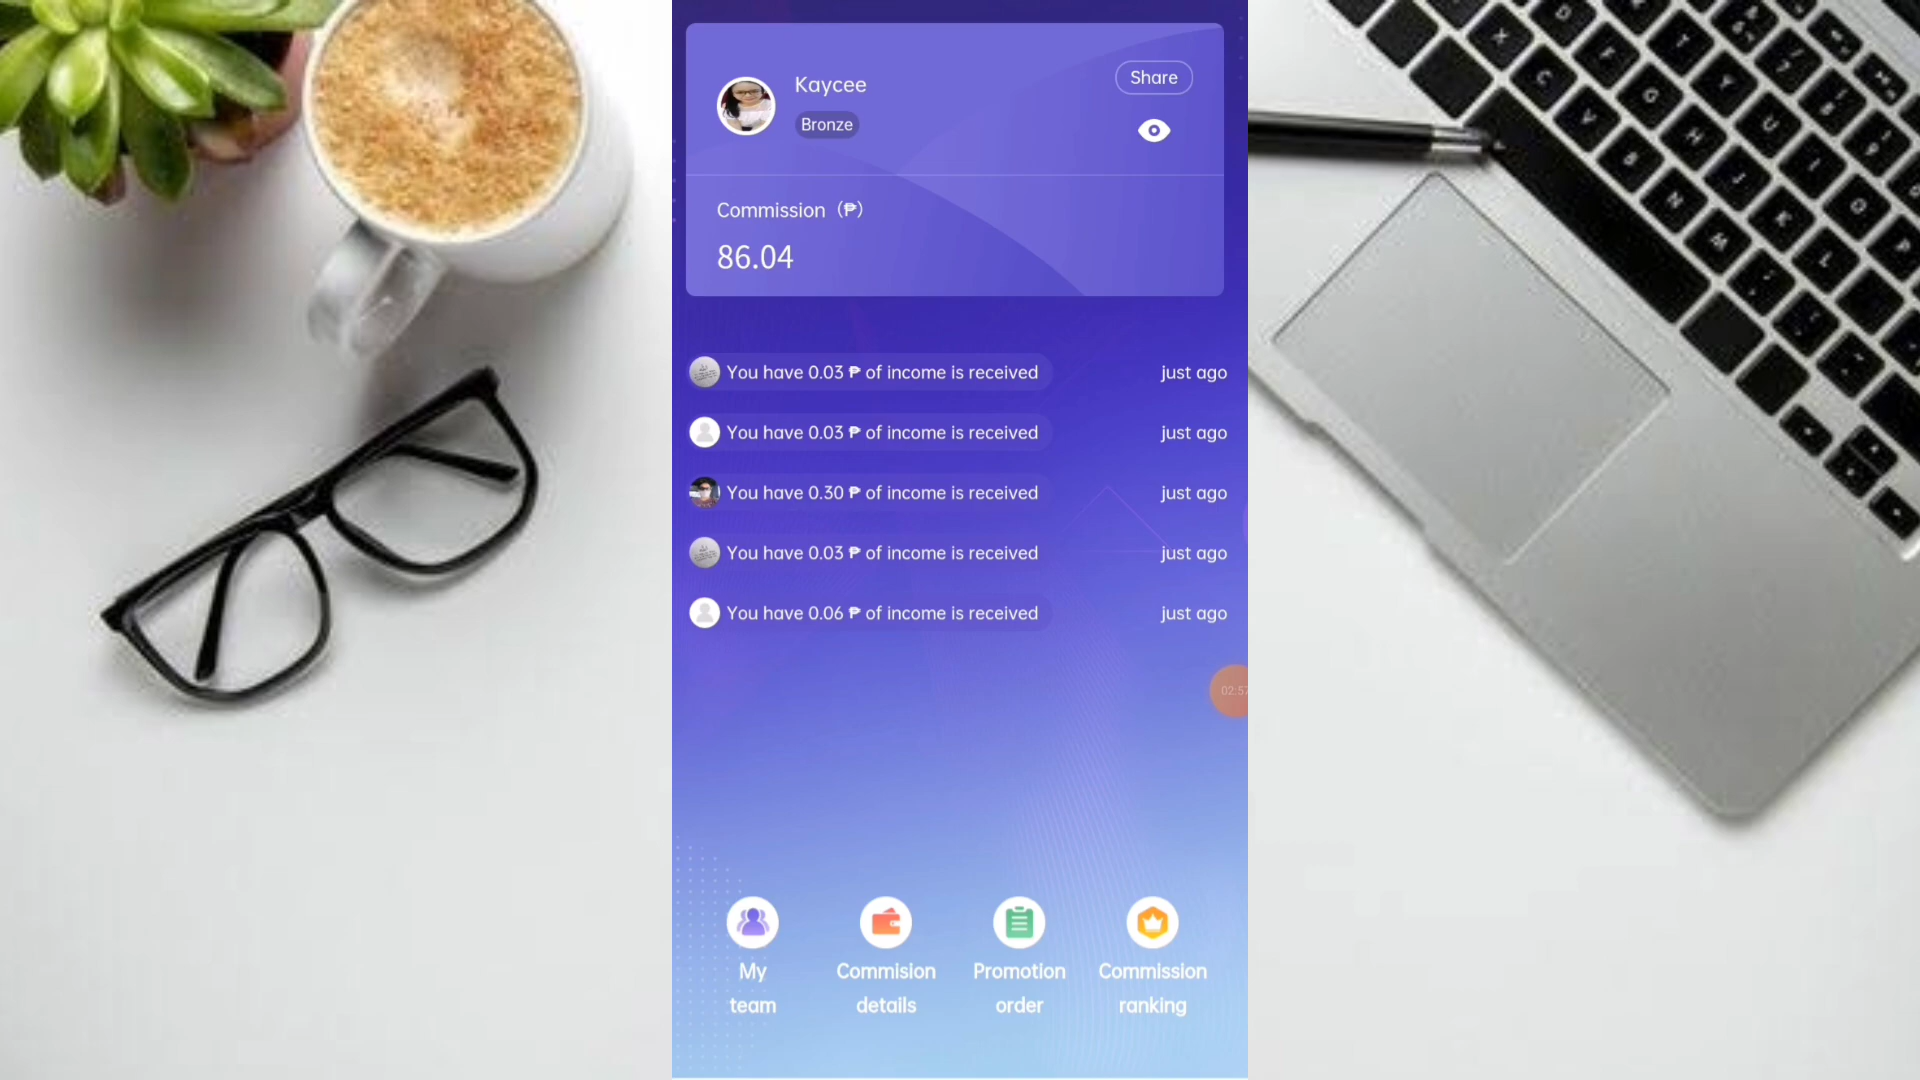 Kaycee
Share
Bronze
Commission (₱)
86.04
You have 0.03 ₱ of income is received just ago
You have 0.03 ₱ of income is received just ago
You have 0.30 ₱ of income is received just ago
You have 0.03 ₱ of income is received just ago
You have 0.06 ₱ of income is received just ago
02:57
My team
Commision details
Promotion order
Commission ranking